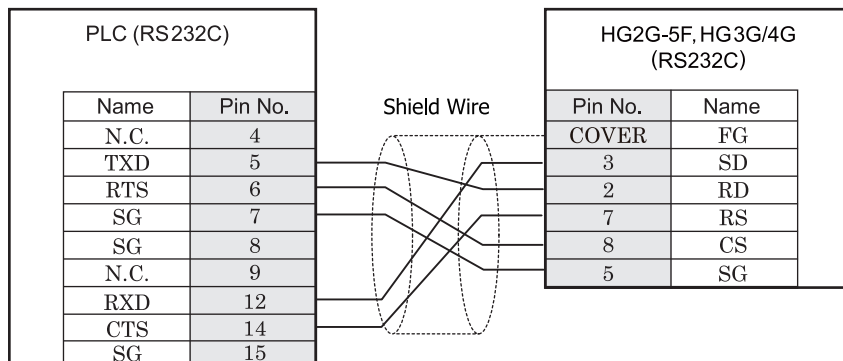 PLC (RS232C)
Name Pin No.
N.C. 4
TXD 5
RTS 6
SG 7
SG 8
N.C. 9
RXD 12
CTS 14
SG 15
Shield Wire
HG2G-5F, HG3G/4G
(RS232C)
Pin No. Name
COVER FG
3 SD
2 RD
7 RS
8 CS
5 SG